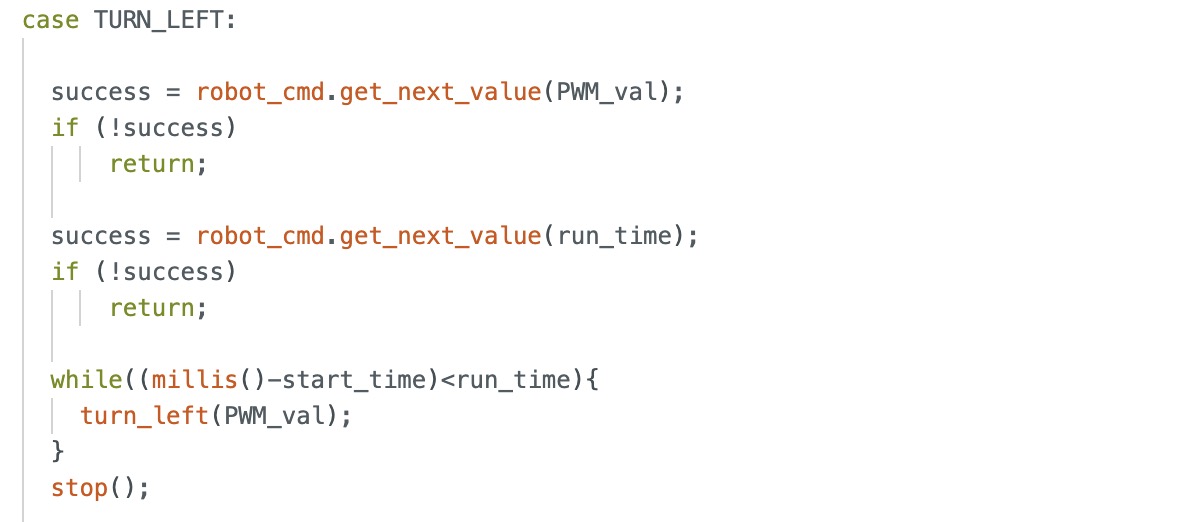 case TURN_LEFT:
success = robot_cmd.get_next_value(PWM_val);
if (!success)
return;
success = robot_cmd.get_next_value(run_time);
if (!success)
return;
while((millis()-start_time)<run_time){
turn_left(PWM_val);
}
stop();